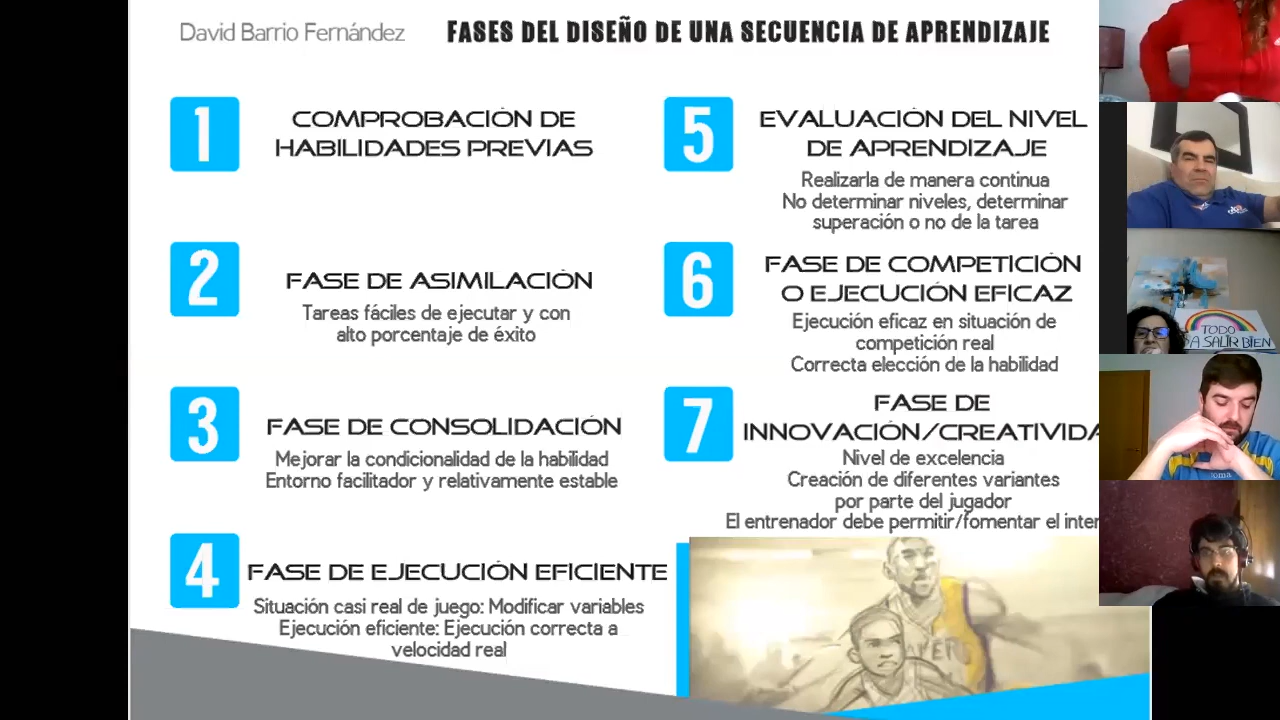 David Barrio Fernández
FASES DEL DISEÑO DE UNA SECUENCIA DE APRENDIZAJE
1
COMPROBACIÓN DE
HABILIDADES PREVIAS
2
FASE DE ASIMILACIÓN
Tareas fáciles de ejecutar y con
alto porcentaje de éxito
3
FASE DE CONSOLIDACIÓN
Mejorar la condicionalidad de la habilidad
Entorno facilitador y relativamente estable
4
FASE DE EJECUCIÓN EFICIENTE
Situación casi real de juego: Modificar variables
Ejecución eficiente: Ejecución correcta a
velocidad real
5
EVALUACIÓN DEL NIVEL
DE APRENDIZAJE
Realizarla de manera continua
No determinar niveles, determinar
superación o no de la tarea
6
FASE DE COMPETICIÓN
O EJECUCIÓN EFICAZ
Ejecución eficaz en situación de
competición real
Correcta elección de la habilidad
7
FASE DE
INNOVACIÓN/CREATIVIDA
Nivel de excelencia
Creación de diferentes variantes
por parte del jugador
El entrenador debe permitir/fomentar el inter
TODO
A SALIR BIEN